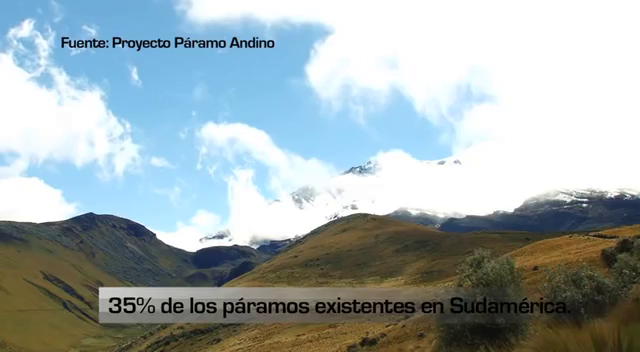 Fuente: Proyecto Páramo Andino
35% de los páramos existentes en Sudamérica.